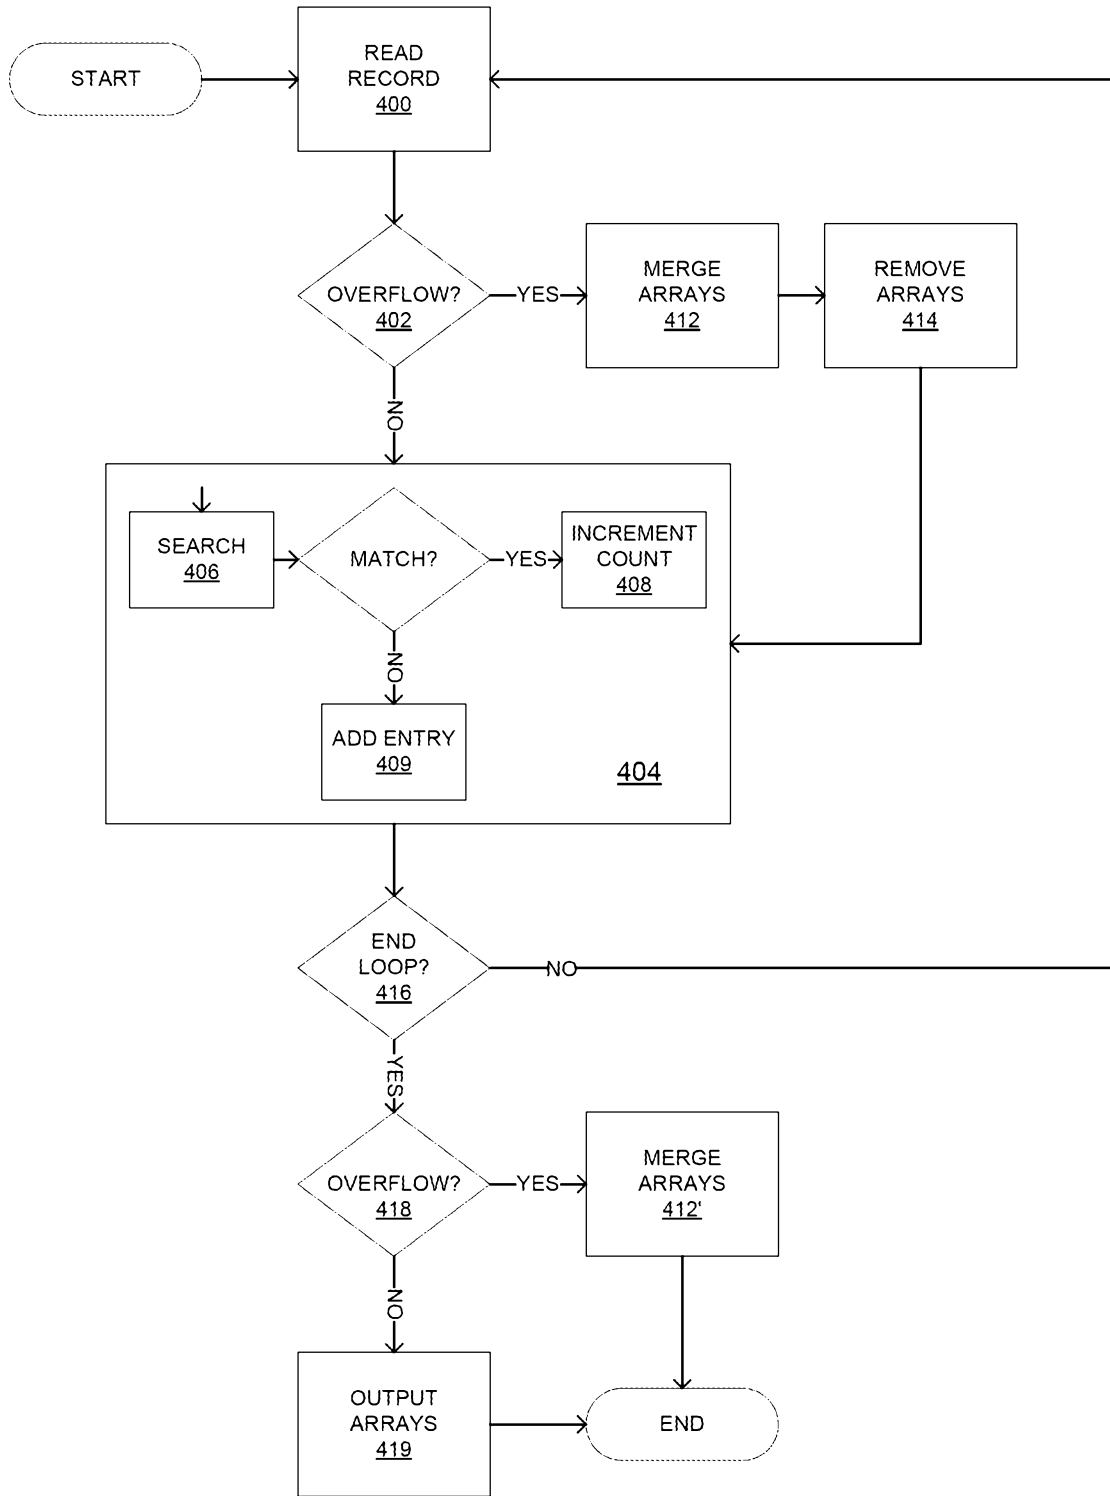 START
READ
RECORD
400
OVERFLOW?
402
YES
MERGE
ARRAYS
412
REMOVE
ARRAYS
414
NO
SEARCH
406
MATCH?
YES
INCREMENT
COUNT
408
NO
ADD ENTRY
409
404
END
LOOP?
416
NO
YES
OVERFLOW?
418
YES
MERGE
ARRAYS
412'
NO
OUTPUT
ARRAYS
419
END